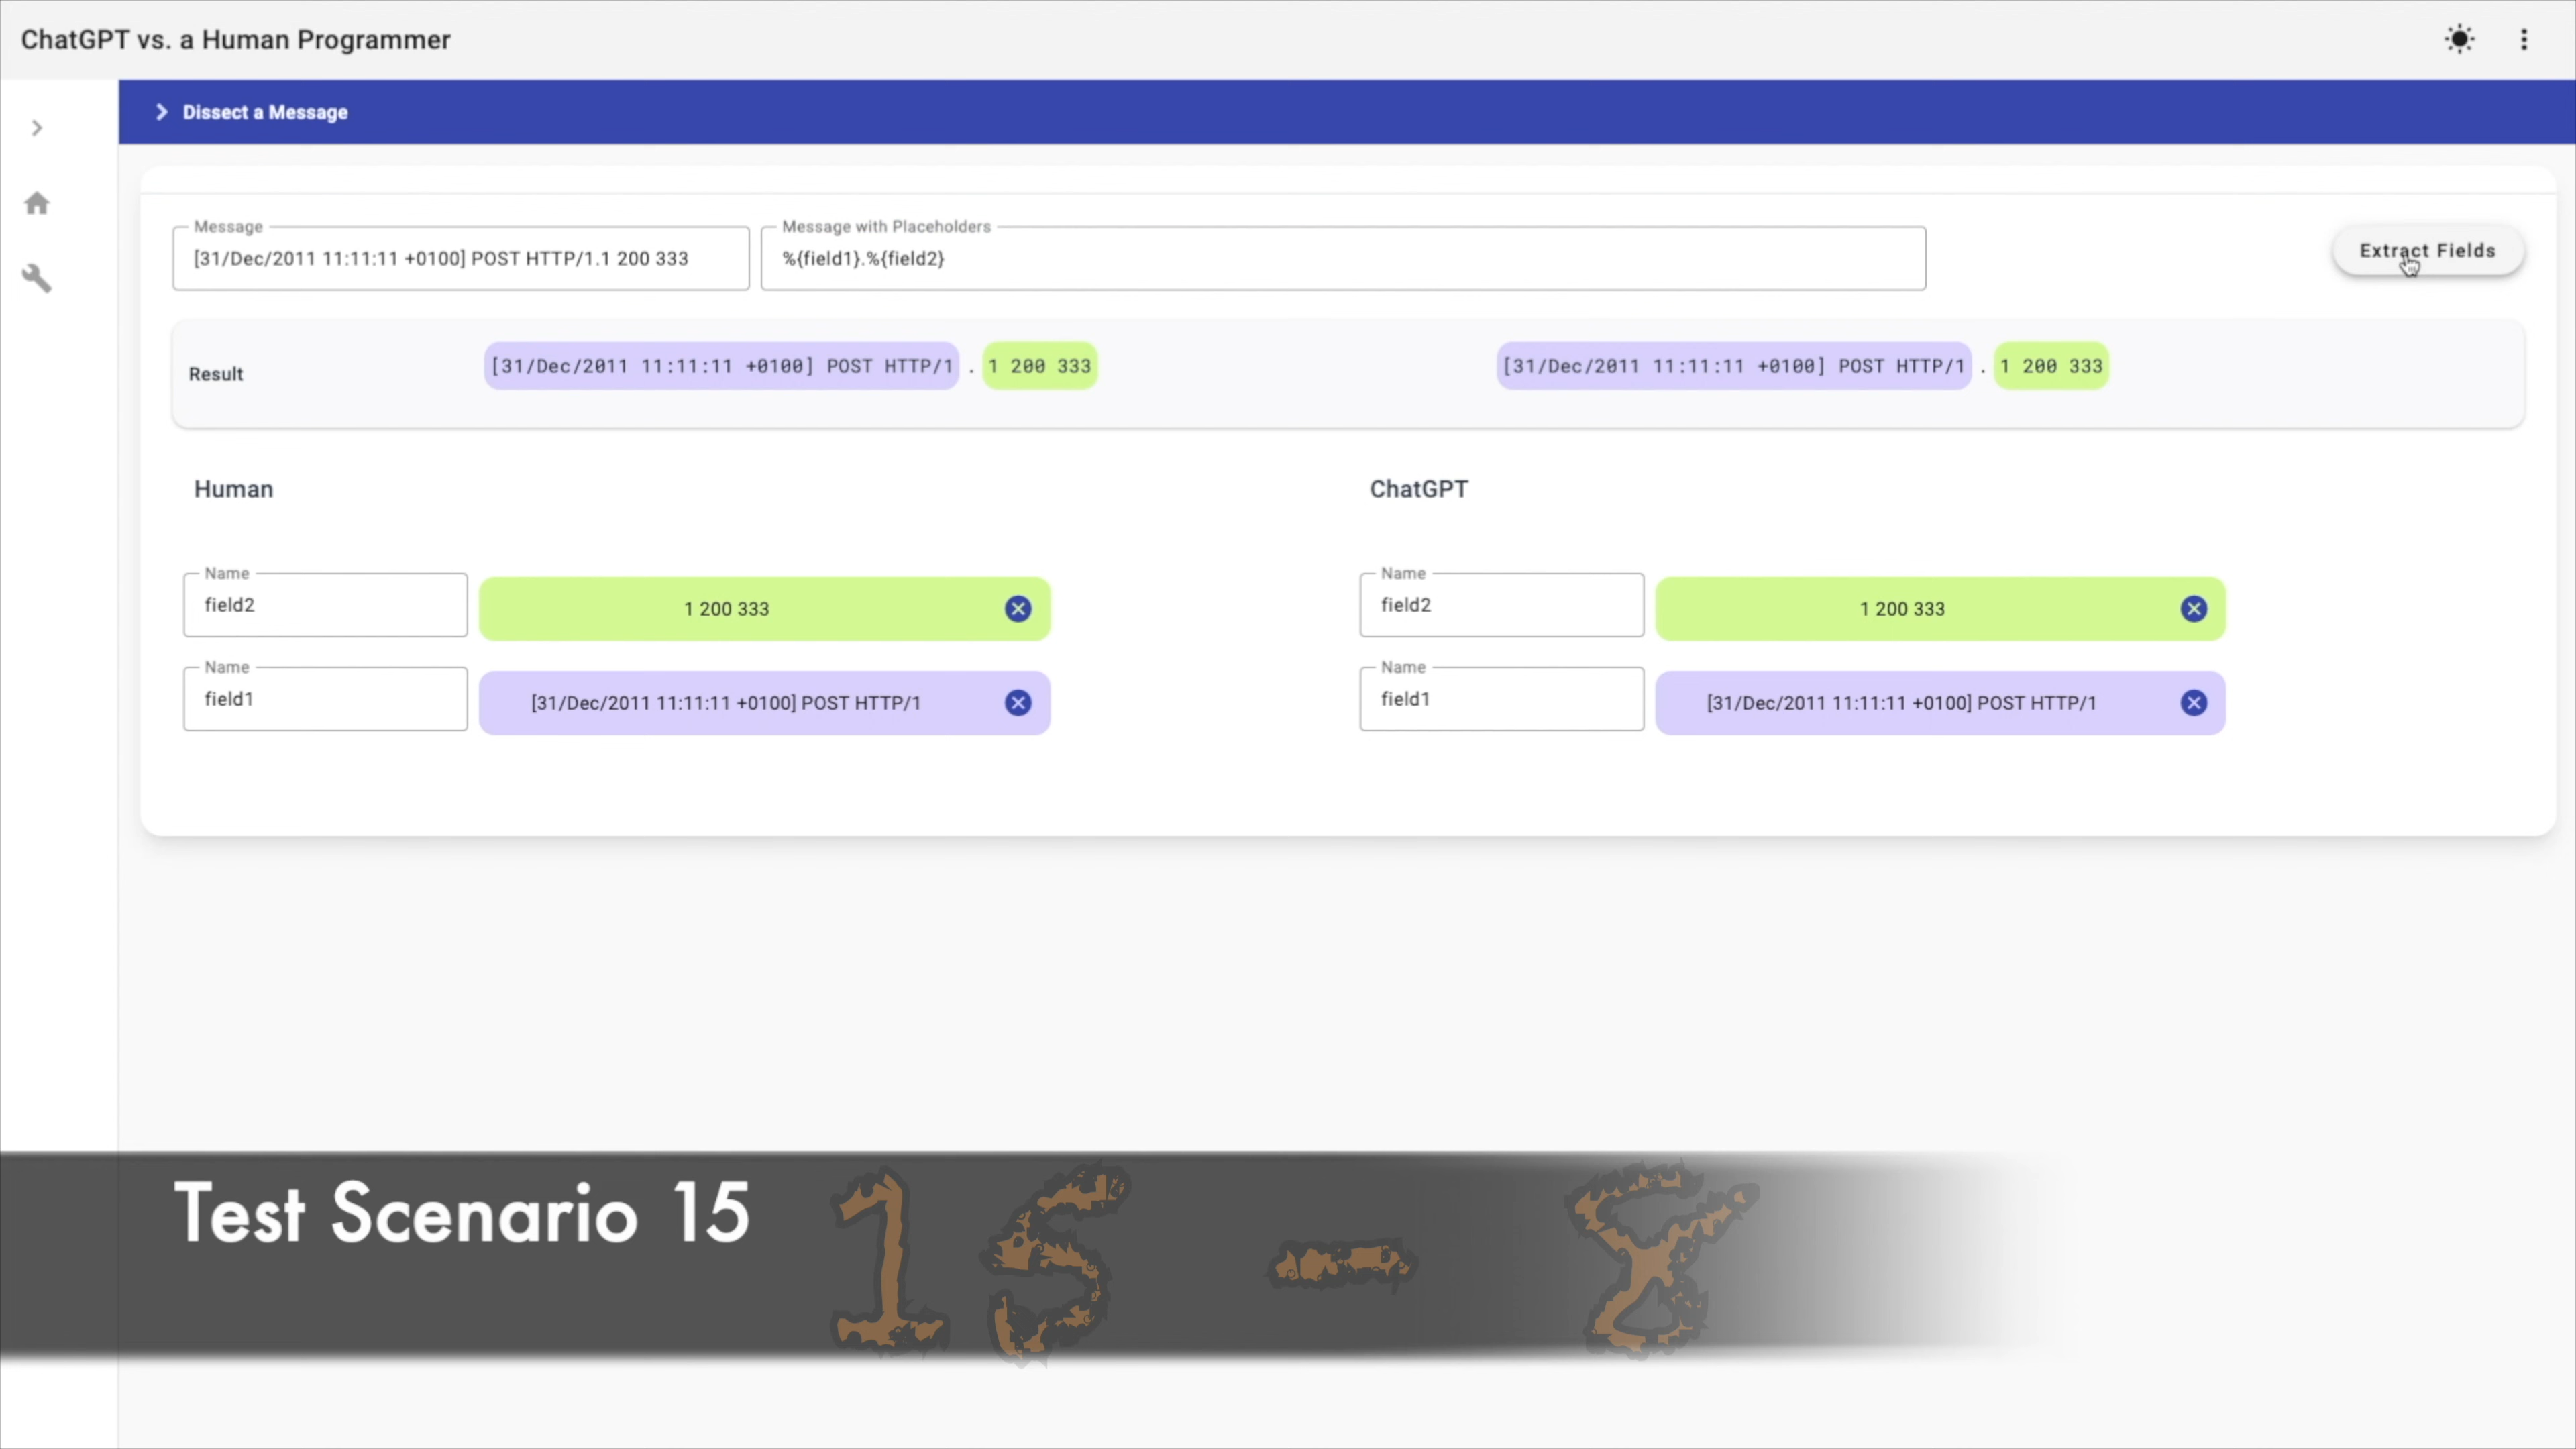 ChatGPT vs. a Human Programmer
Dissect a Message
Message
[31/Dec/2011 11:11:11 +0100] POST HTTP/1.1 200 333
Message with Placeholders
%{field1}.%{field2}
Extract Fields
Result
[31/Dec/2011 11:11:11 +0100] POST HTTP/1 . 1 200 333
[31/Dec/2011 11:11:11 +0100] POST HTTP/1 . 1 200 333
Human
Name
field2
1 200 333
Name
field1
[31/Dec/2011 11:11:11 +0100] POST HTTP/1
ChatGPT
Name
field2
1 200 333
Name
field1
[31/Dec/2011 11:11:11 +0100] POST HTTP/1
Test Scenario 15
15 - 8